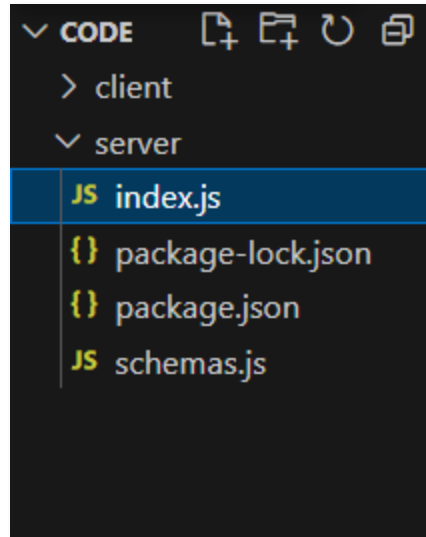 CODE
client
server
JS index.js
{} package-lock.json
{} package.json
JS schemas.js